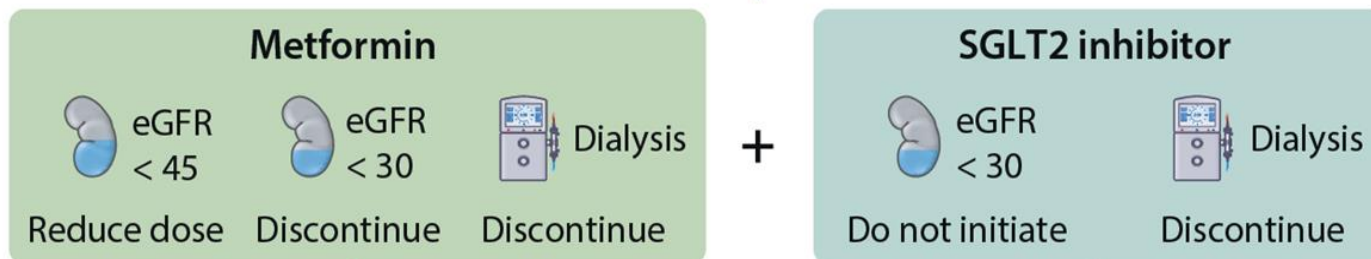 Metformin
eGFR
< 45
Reduce dose
eGFR
< 30
Discontinue
Dialysis
Discontinue
+
SGLT2 inhibitor
eGFR
< 30
Do not initiate
Dialysis
Discontinue